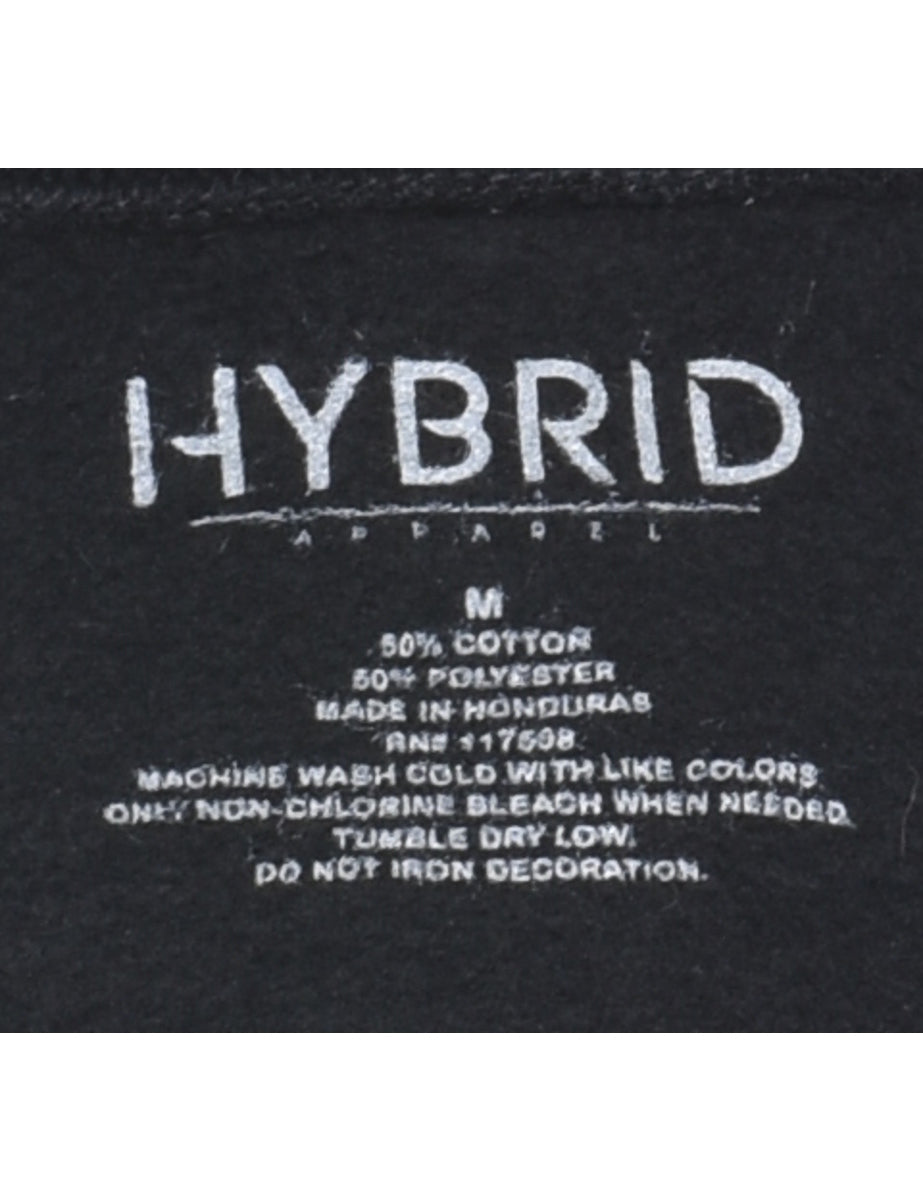 HYBRID
APPAREL
M
50% COTTON
50% POLYESTER
MADE IN HONDURAS
RN#
MACHINE WASH COLD WITH LIKE COLORS
ONLY NON-CHLORINE BLEACH WHEN NEEDED.
TUMBLE DRY LOW.
DO NOT IRON DECORATION.